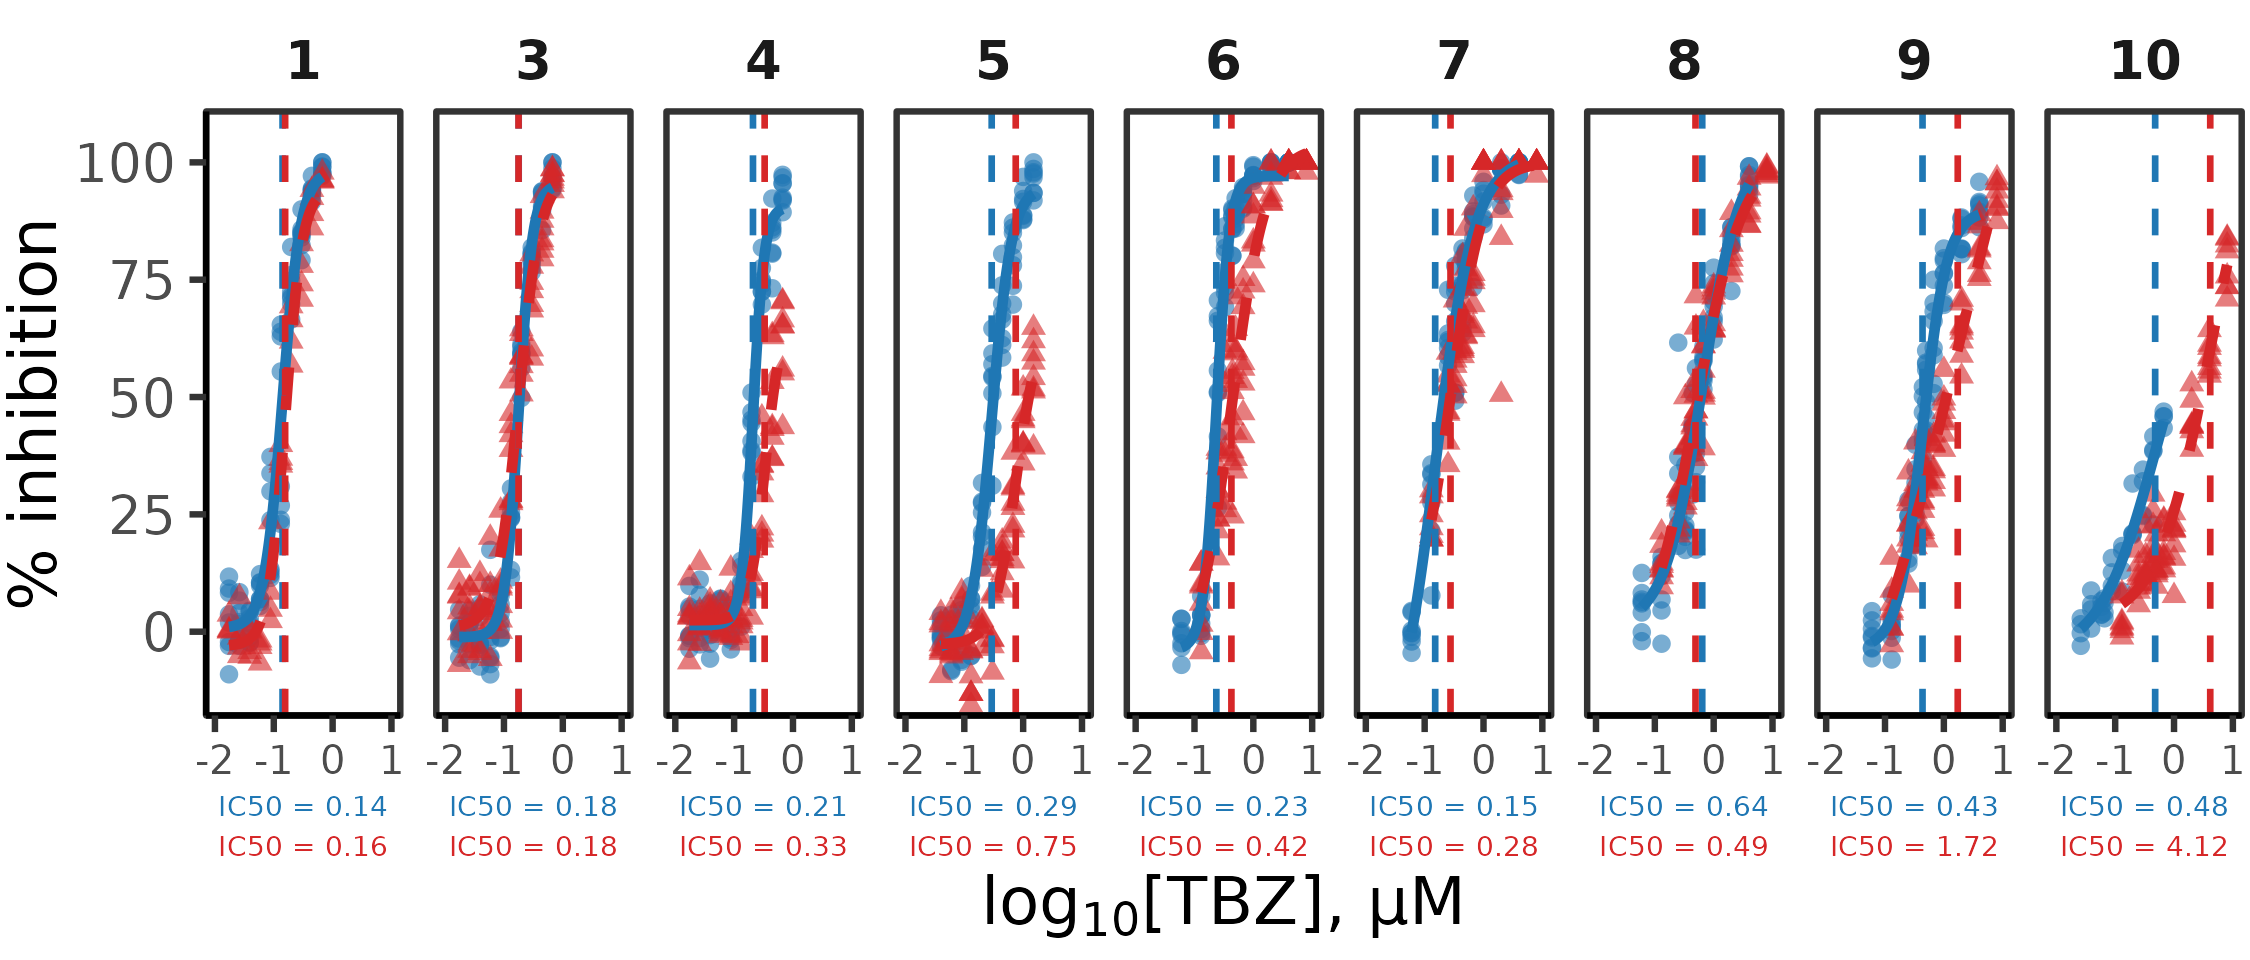 1 3 4 5 6 7 8 9 10
% inhibition
100
75
50
25
0
-2 -1 0 1 -2 -1 0 1 -2 -1 0 1 -2 -1 0 1 -2 -1 0 1 -2 -1 0 1 -2 -1 0 1 -2 -1 0 1 -2 -1 0 1
IC50 = 0.14 IC50 = 0.18 IC50 = 0.21 IC50 = 0.29 IC50 = 0.23 IC50 = 0.15 IC50 = 0.64 IC50 = 0.43 IC50 = 0.48
IC50 = 0.16 IC50 = 0.18 IC50 = 0.33 IC50 = 0.75 IC50 = 0.42 IC50 = 0.28 IC50 = 0.49 IC50 = 1.72 IC50 = 4.12
log₁₀[TBZ], µM